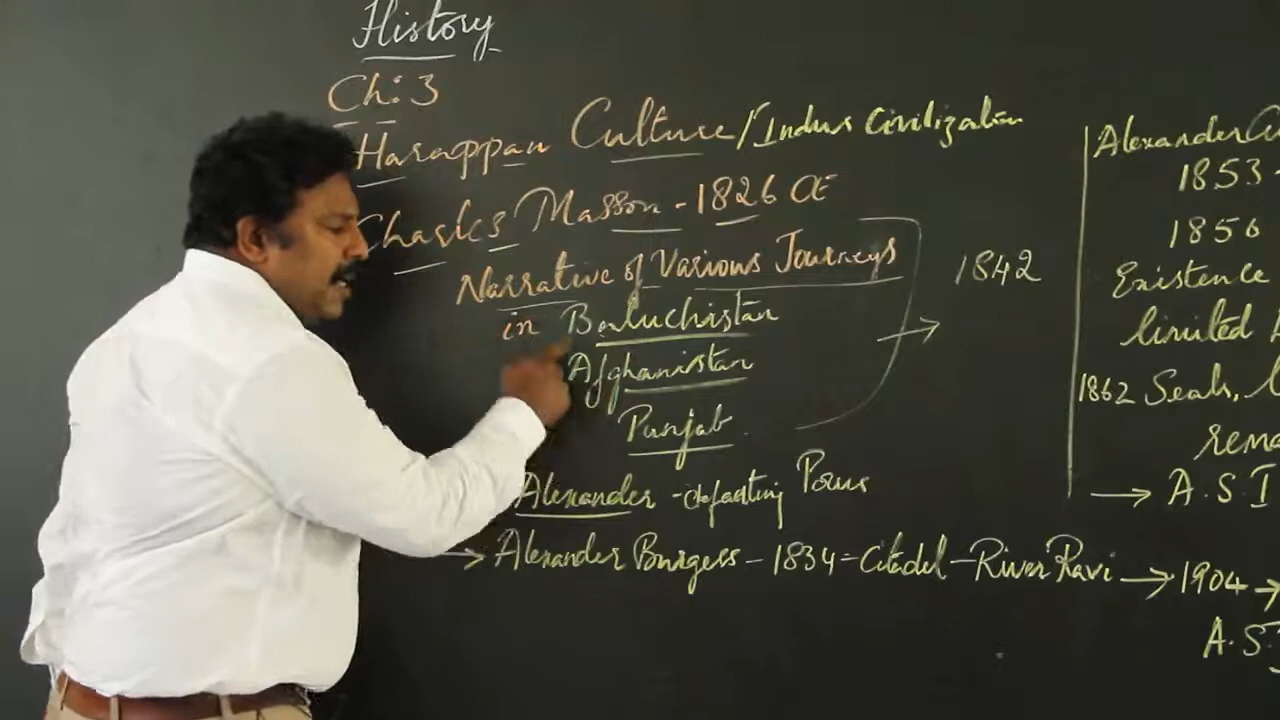 History
Ch: 3
Harappan Culture/Indus Civilization
Charles Masson - 1826 CE
Narrative of Various Journeys
in Baluchistan
Afghanistan
Punjab
1842
Alexander - defeating Porus
Alexander Burgess - 1834 - Citadel - River Ravi → 1904 →
A.S.
Alexander Cu
1853 -
1856
Existence
limited
1862 Seals,
rema
→ A.S.I